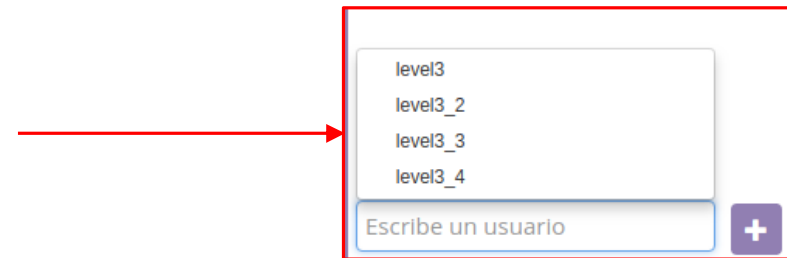 level3
level3_2
level3_3
level3_4
Escribe un usuario
+